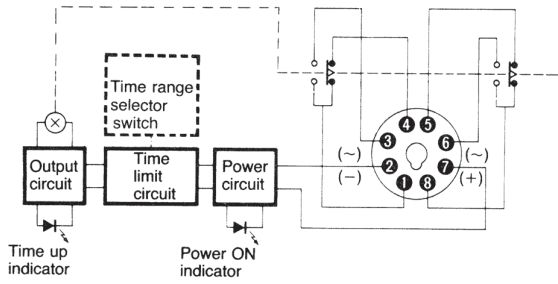 Time range
selector
switch
Output
circuit
Time
limit
circuit
Power
circuit
Time up
indicator
Power ON
indicator
4 5
3 6
(~) (~)
2 7
(−) (+)
1 8